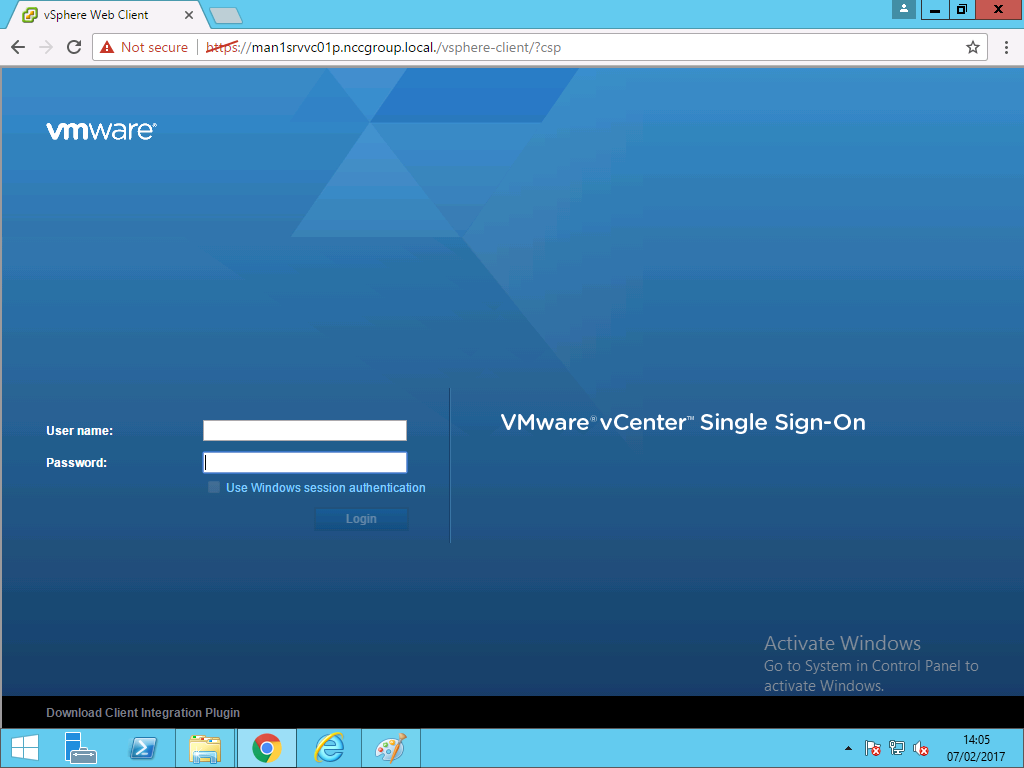 vSphere Web Client
Not secure https://man1srvvc01p.nccgroup.local./vsphere-client/?csp
vmware®
User name:
VMware® vCenter™ Single Sign-On
Password:
Use Windows session authentication
Login
Activate Windows
Go to System in Control Panel to
activate Windows.
Download Client Integration Plugin
14:05
07/02/2017